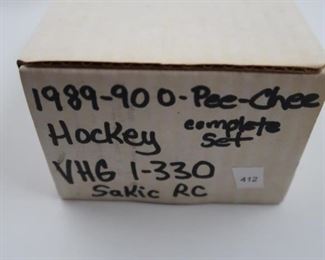 1989-90 O-Pee-Chee
Hockey complete set
VHG 1-330
Sakic RC
412